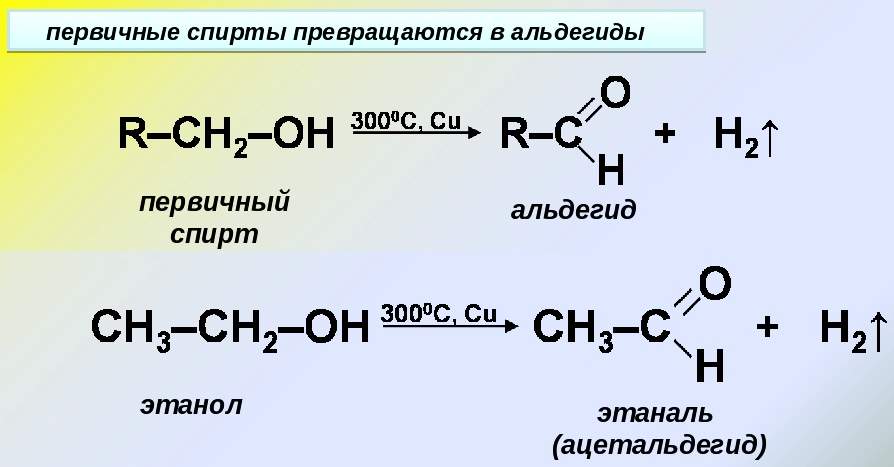 первичные спирты превращаются в альдегиды
R–CH₂–OH 300⁰C, Cu R–C O H + H₂↑
первичный
спирт
альдегид
CH₃–CH₂–OH 300⁰C, Cu CH₃–C O H + H₂↑
этанол
этаналь
(ацетальдегид)